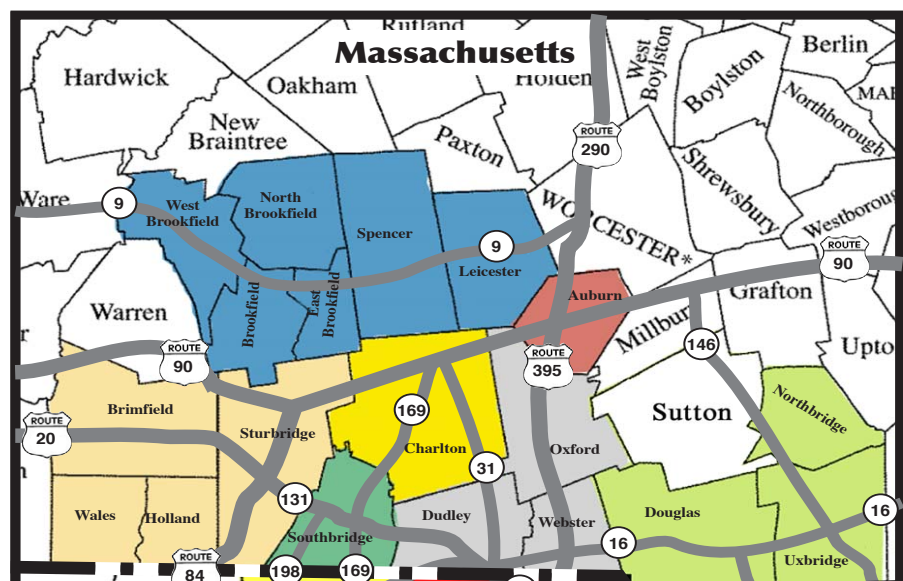 Rutland
Massachusetts
Berlin
Hardwick
Oakham
Holden
West
Boylston
Boylston
New
Braintree
Paxton
ROUTE
290
Northborough
Shrewsbury
Ware
9
West
Brookfield
North
Brookfield
Spencer
9
Leicester
WORCESTER*
ROUTE
90
Brookfield
East
Brookfield
Auburn
Grafton
Warren
Millbur
146
Upto
ROUTE
90
ROUTE
395
ROUTE
20
Brimfield
Sturbridge
169
Charlton
31
Oxford
Sutton
Northbridge
Wales
Holland
131
Southbridge
Dudley
Webster
Douglas
16
16
Uxbridge
ROUTE
84
198
169